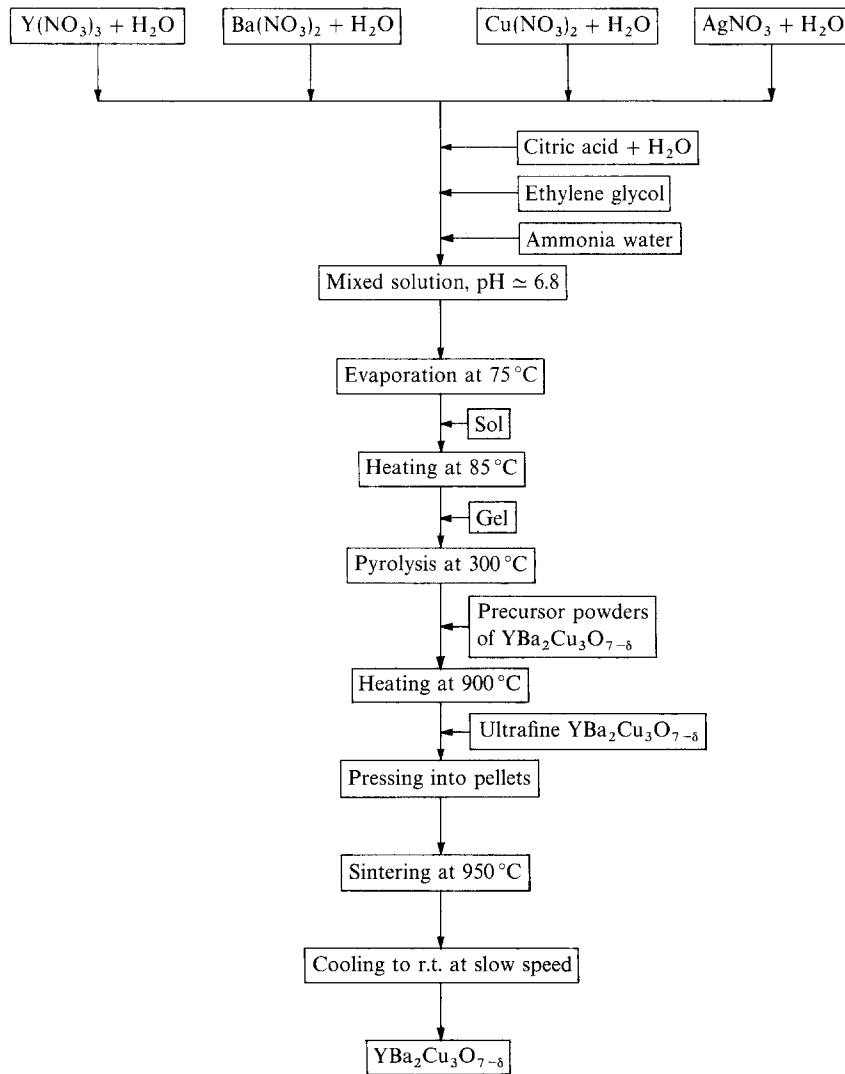 Y(NO₃)₃ + H₂O
Ba(NO₃)₂ + H₂O
Cu(NO₃)₂ + H₂O
AgNO₃ + H₂O
Citric acid + H₂O
Ethylene glycol
Ammonia water
Mixed solution, pH ≃ 6.8
Evaporation at 75 °C
Sol
Heating at 85 °C
Gel
Pyrolysis at 300 °C
Precursor powders
of YBa₂Cu₃O₇₋δ
Heating at 900 °C
Ultrafine YBa₂Cu₃O₇₋δ
Pressing into pellets
Sintering at 950 °C
Cooling to r.t. at slow speed
YBa₂Cu₃O₇₋δ